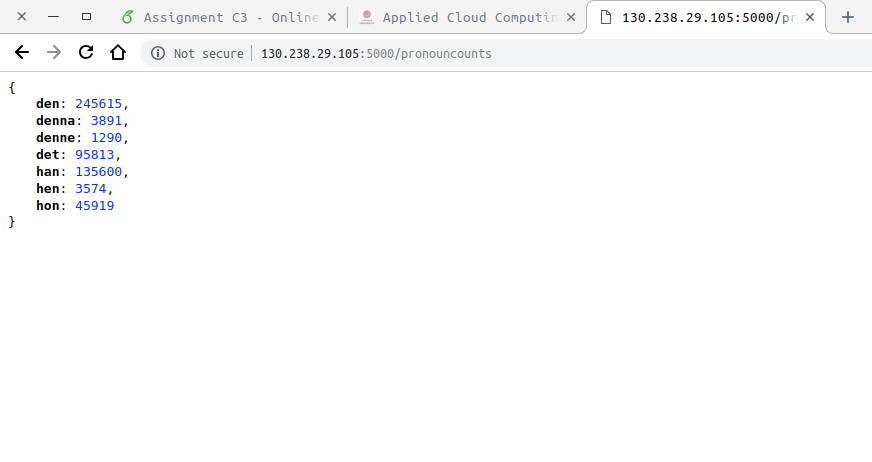 Assignment C3 - Online
Applied Cloud Computin
130.238.29.105:5000/pr
Not secure | 130.238.29.105:5000/pronouncounts
{
den: 245615,
denna: 3891,
denne: 1290,
det: 95813,
han: 135600,
hen: 3574,
hon: 45919
}